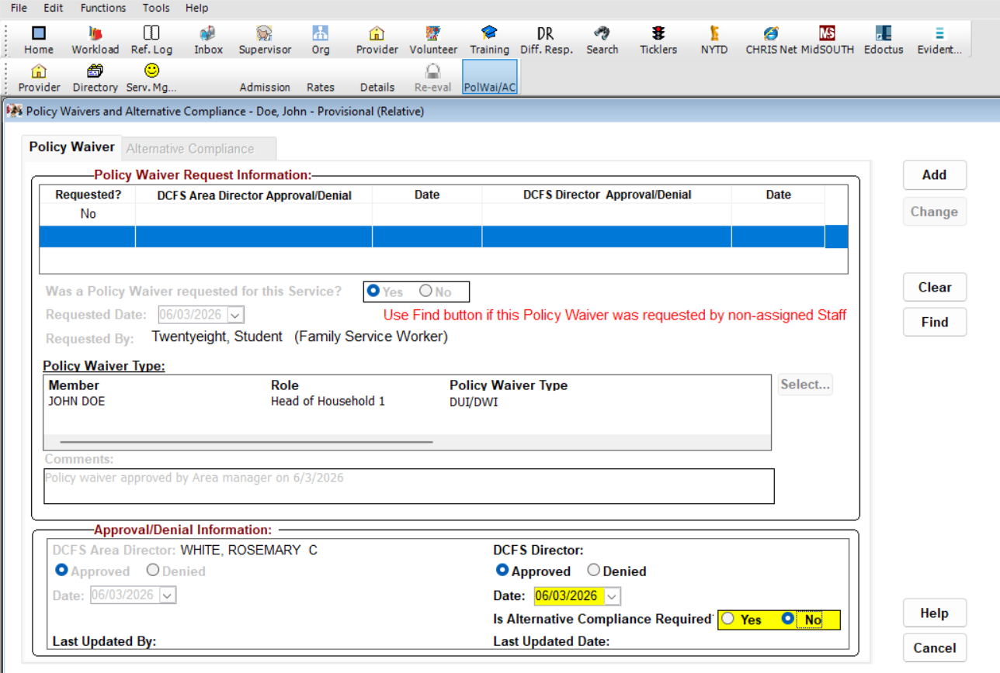 File Edit Functions Tools Help
Home Workload Ref. Log Inbox Supervisor Org Provider Volunteer Training Diff. Resp. Search Ticklers NYTD CHRIS Net MidSOUTH Edoctus Evident...
Provider Directory Serv. Mg... Admission Rates Details Re-eval PolWai/AC
Policy Waivers and Alternative Compliance - Doe, John - Provisional (Relative)
Policy Waiver Alternative Compliance
Policy Waiver Request Information:
Add
Requested? DCFS Area Director Approval/Denial Date DCFS Director Approval/Denial Date
No
Change
Was a Policy Waiver requested for this Service? Yes No
Clear
Requested Date: 06/03/2026 Use Find button if this Policy Waiver was requested by non-assigned Staff
Find
Requested By: Twentyeight, Student (Family Service Worker)
Policy Waiver Type:
Member Role Policy Waiver Type Select...
JOHN DOE Head of Household 1 DUI/DWI
Comments:
Policy waiver approved by Area manager on 6/3/2026
Approval/Denial Information:
DCFS Area Director: WHITE, ROSEMARY C DCFS Director:
Approved Denied Approved Denied
Date: 06/03/2026 Date: 06/03/2026
Is Alternative Compliance Required Yes No
Help
Last Updated By: Last Updated Date:
Cancel